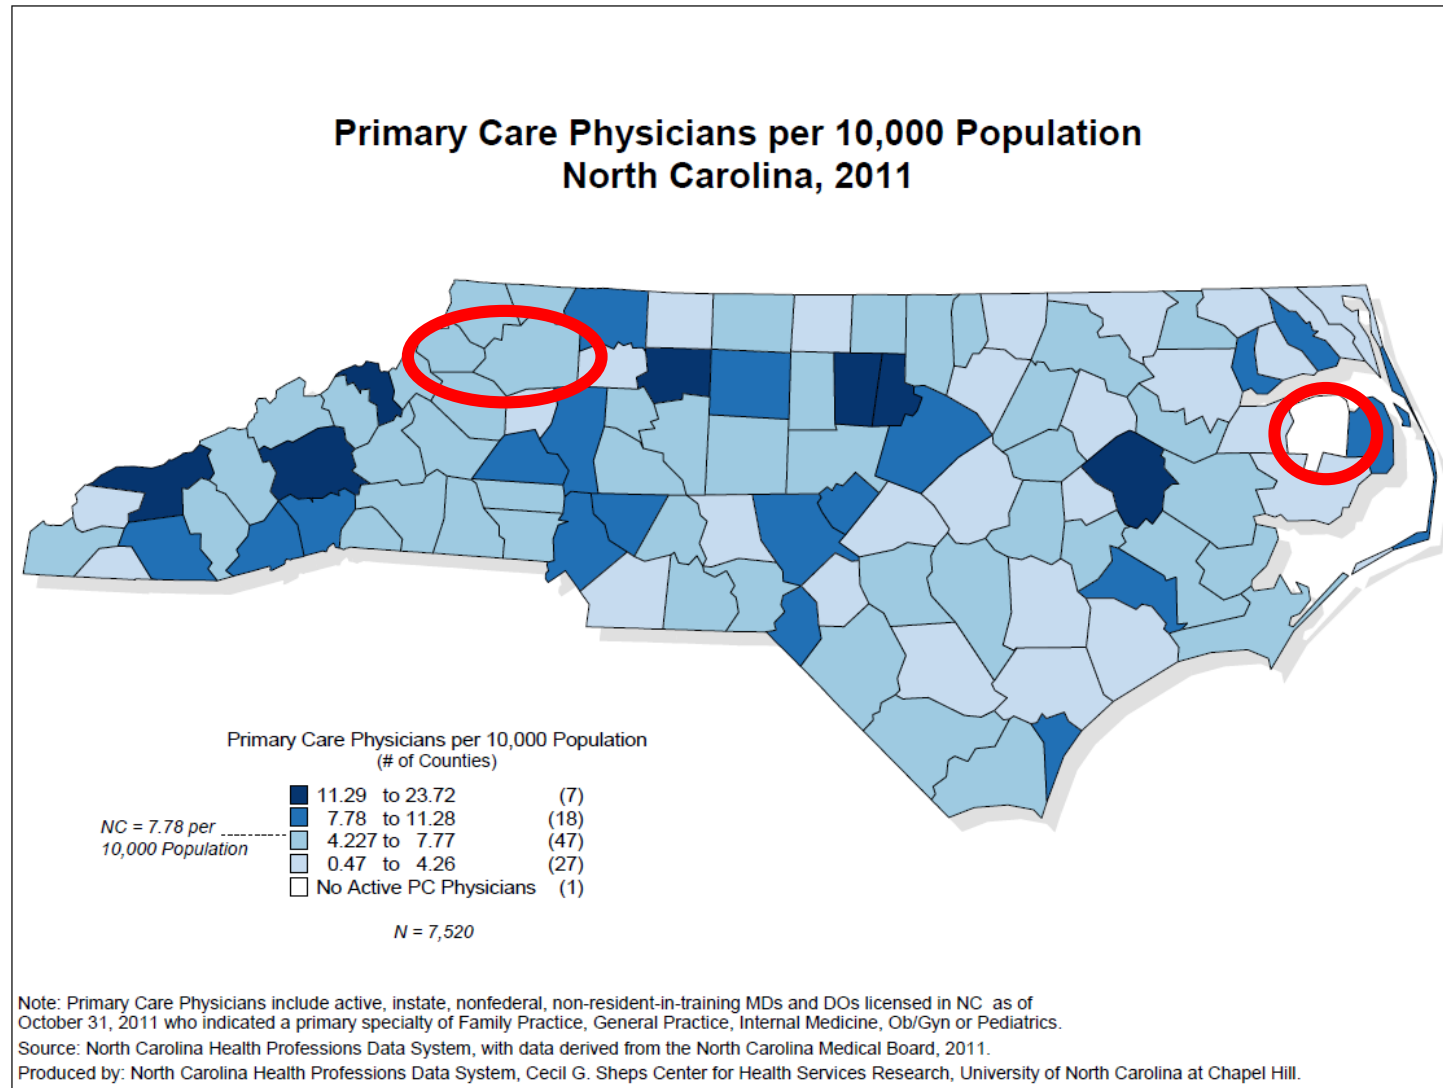 Primary Care Physicians per 10,000 Population
North Carolina, 2011
Primary Care Physicians per 10,000 Population
(# of Counties)
11.29 to 23.72 (7)
7.78 to 11.28 (18)
NC = 7.78 per
10,000 Population
4.227 to 7.77 (47)
0.47 to 4.26 (27)
No Active PC Physicians (1)
N = 7,520
Note: Primary Care Physicians include active, instate, nonfederal, non-resident-in-training MDs and DOs licensed in NC as of
October 31, 2011 who indicated a primary specialty of Family Practice, General Practice, Internal Medicine, Ob/Gyn or Pediatrics.
Source: North Carolina Health Professions Data System, with data derived from the North Carolina Medical Board, 2011.
Produced by: North Carolina Health Professions Data System, Cecil G. Sheps Center for Health Services Research, University of North Carolina at Chapel Hill.